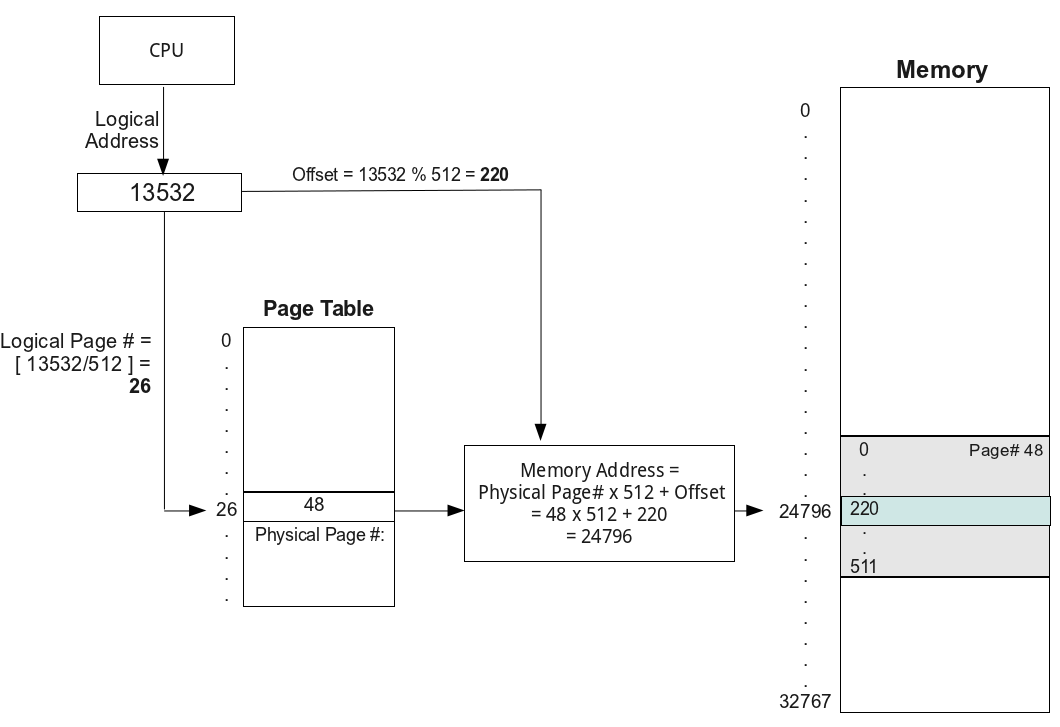 CPU
Memory
Logical
Address
0
13532
Offset = 13532 % 512 = 220
Page Table
Logical Page # =
[ 13532/512 ] =
26
0
26
48
Physical Page #:
Memory Address =
Physical Page# x 512 + Offset
= 48 x 512 + 220
= 24796
0
Page# 48
24796
220
511
32767